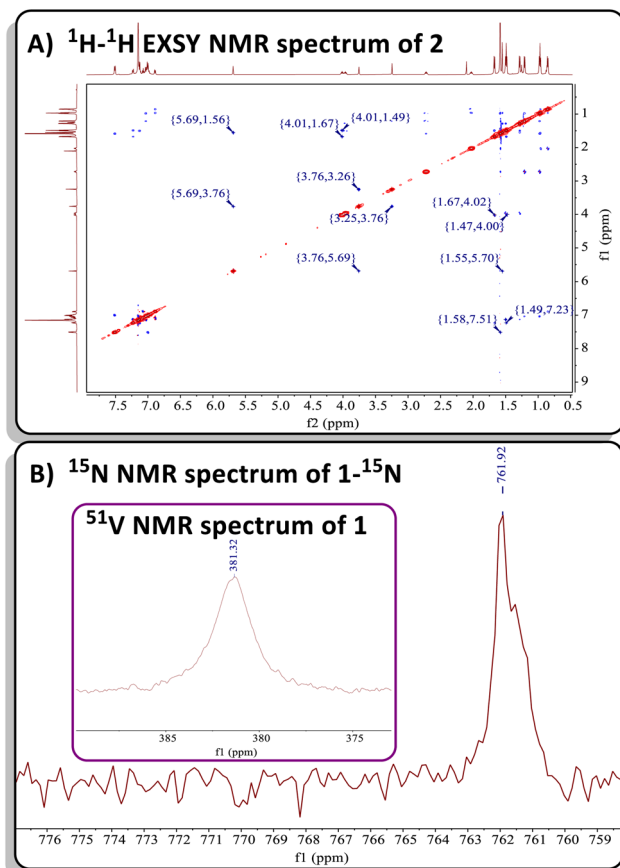 A) ¹H-¹H EXSY NMR spectrum of 2
{5.69,1.56}
{4.01,1.67}
{4.01,1.49}
{5.69,3.76}
{3.76,3.26}
{3.25,3.76}
{1.67,4.02}
{1.47,4.00}
{3.76,5.69}
{1.55,5.70}
{1.58,7.51}
{1.49,7.23}
1
2
3
4
5
6
7
8
9
f1 (ppm)
7.5 7.0 6.5 6.0 5.5 5.0 4.5 4.0 3.5 3.0 2.5 2.0 1.5 1.0 0.5
f2 (ppm)
B) ¹⁵N NMR spectrum of 1-¹⁵N
761.92
⁵¹V NMR spectrum of 1
381.32
385 380 375
f1 (ppm)
776 775 774 773 772 771 770 769 768 767 766 765 764 763 762 761 760 759
f1 (ppm)